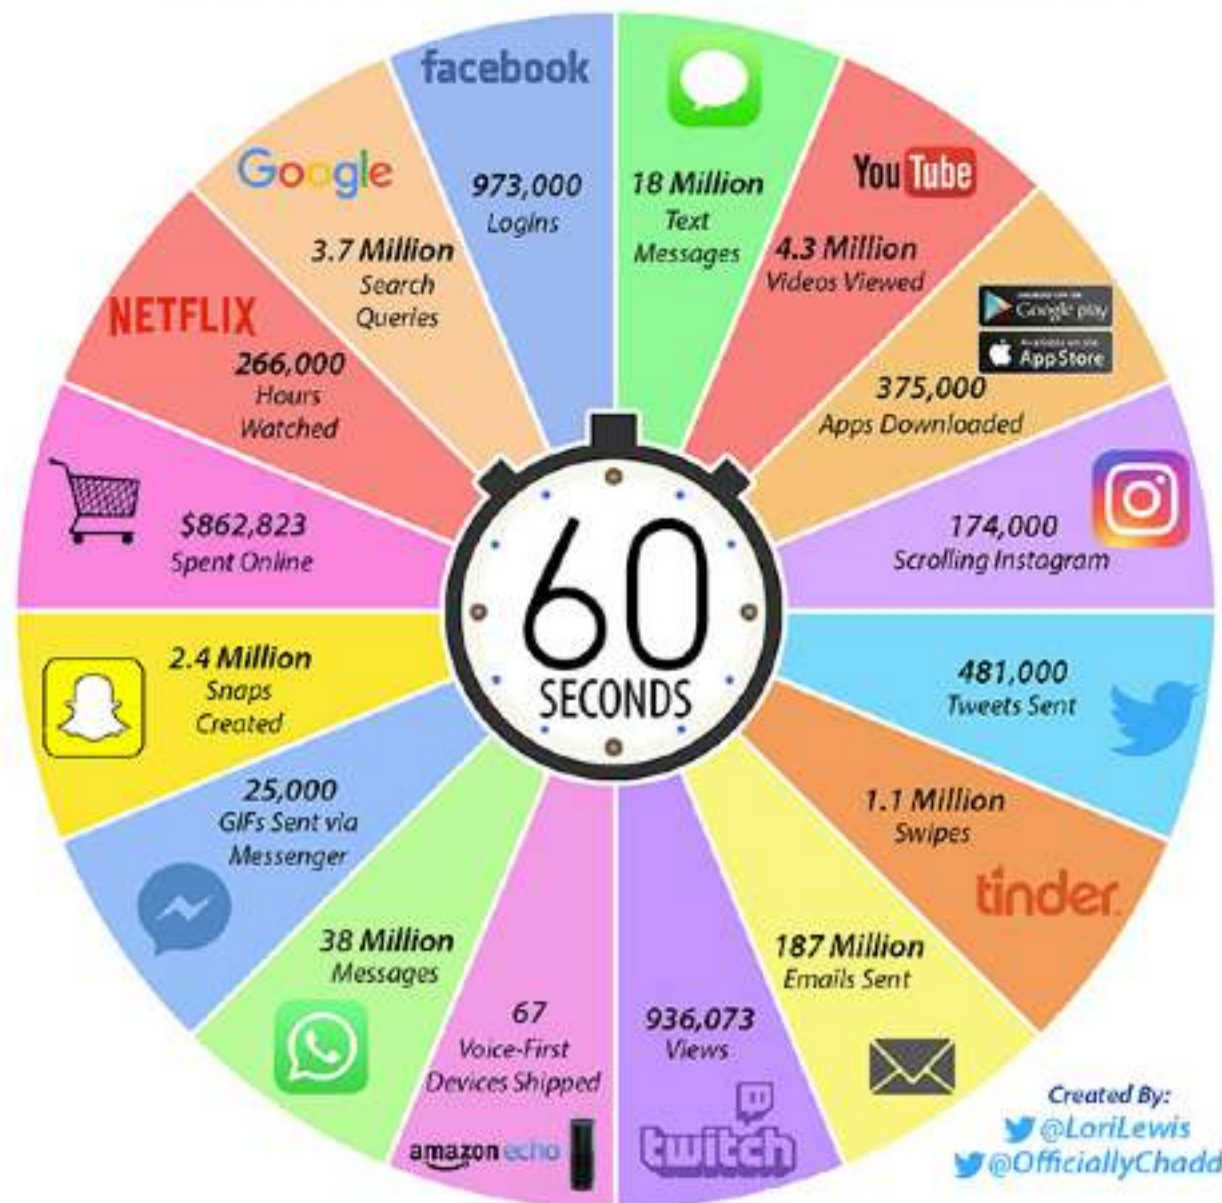 facebook
973,000
Logins
18 Million
Text
Messages
YouTube
4.3 Million
Videos Viewed
Google play
App Store
375,000
Apps Downloaded
174,000
Scrolling Instagram
481,000
Tweets Sent
1.1 Million
Swipes
tinder
187 Million
Emails Sent
936,073
Views
twitch
67
Voice-First
Devices Shipped
amazon echo
38 Million
Messages
25,000
GIFs Sent via
Messenger
2.4 Million
Snaps
Created
$862,823
Spent Online
NETFLIX
266,000
Hours
Watched
Google
3.7 Million
Search
Queries
60
SECONDS
Created By:
@LoriLewis
@OfficiallyChadd